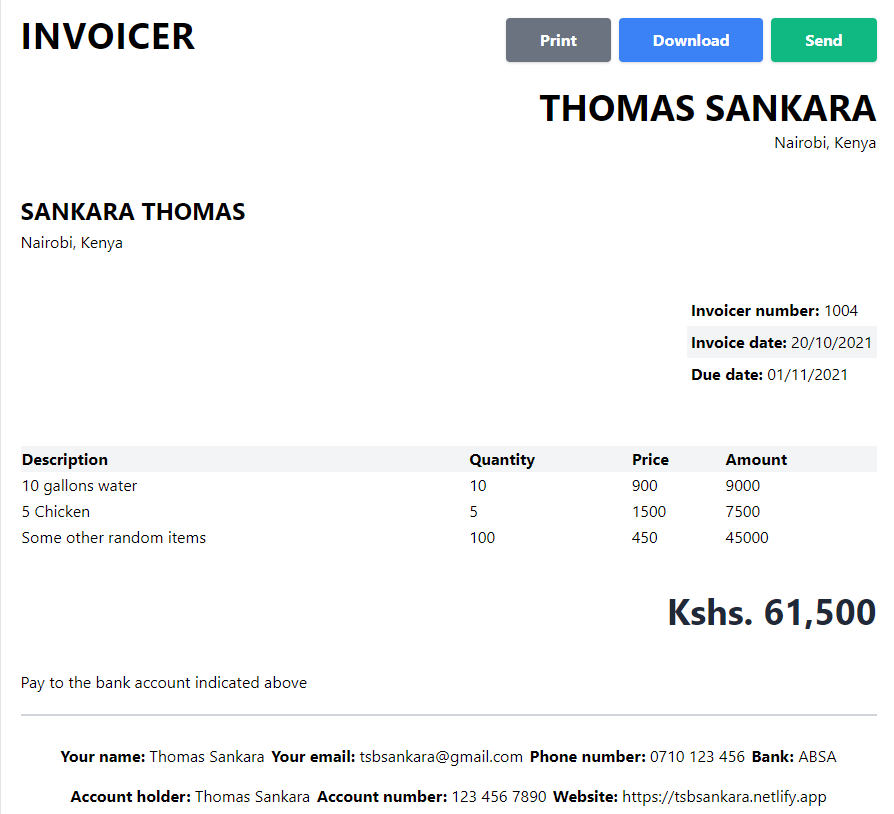 INVOICER
Print Download Send
THOMAS SANKARA
Nairobi, Kenya
SANKARA THOMAS
Nairobi, Kenya
Invoicer number: 1004
Invoice date: 20/10/2021
Due date: 01/11/2021
Description Quantity Price Amount
10 gallons water 10 900 9000
5 Chicken 5 1500 7500
Some other random items 100 450 45000
Kshs. 61,500
Pay to the bank account indicated above
Your name: Thomas Sankara Your email: tsbsankara@gmail.com Phone number: 0710 123 456 Bank: ABSA
Account holder: Thomas Sankara Account number: 123 456 7890 Website: https://tsbsankara.netlify.app